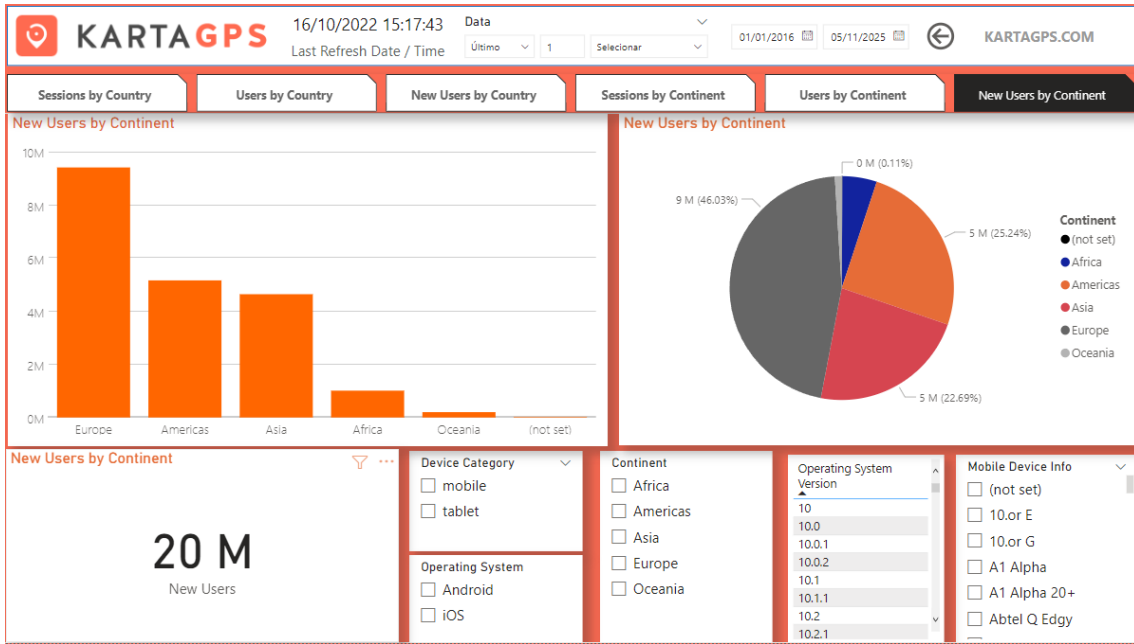 KARTAGPS
16/10/2022 15:17:43
Last Refresh Date / Time
Data
Último
1
Selecionar
01/01/2016
05/11/2025
KARTAGPS.COM
Sessions by Country
Users by Country
New Users by Country
Sessions by Continent
Users by Continent
New Users by Continent
New Users by Continent
10M
8M
6M
4M
2M
0M
Europe
Americas
Asia
Africa
Oceania
(not set)
New Users by Continent
0 M (0.11%)
9 M (46.03%)
5 M (25.24%)
5 M (22.69%)
Continent
(not set)
Africa
Americas
Asia
Europe
Oceania
New Users by Continent
20 M
New Users
Device Category
mobile
tablet
Operating System
Android
iOS
Continent
Africa
Americas
Asia
Europe
Oceania
Operating System
Version
10
10.0
10.0.1
10.0.2
10.1
10.1.1
10.2
10.2.1
Mobile Device Info
(not set)
10.or E
10.or G
A1 Alpha
A1 Alpha 20+
Abtel Q Edgy